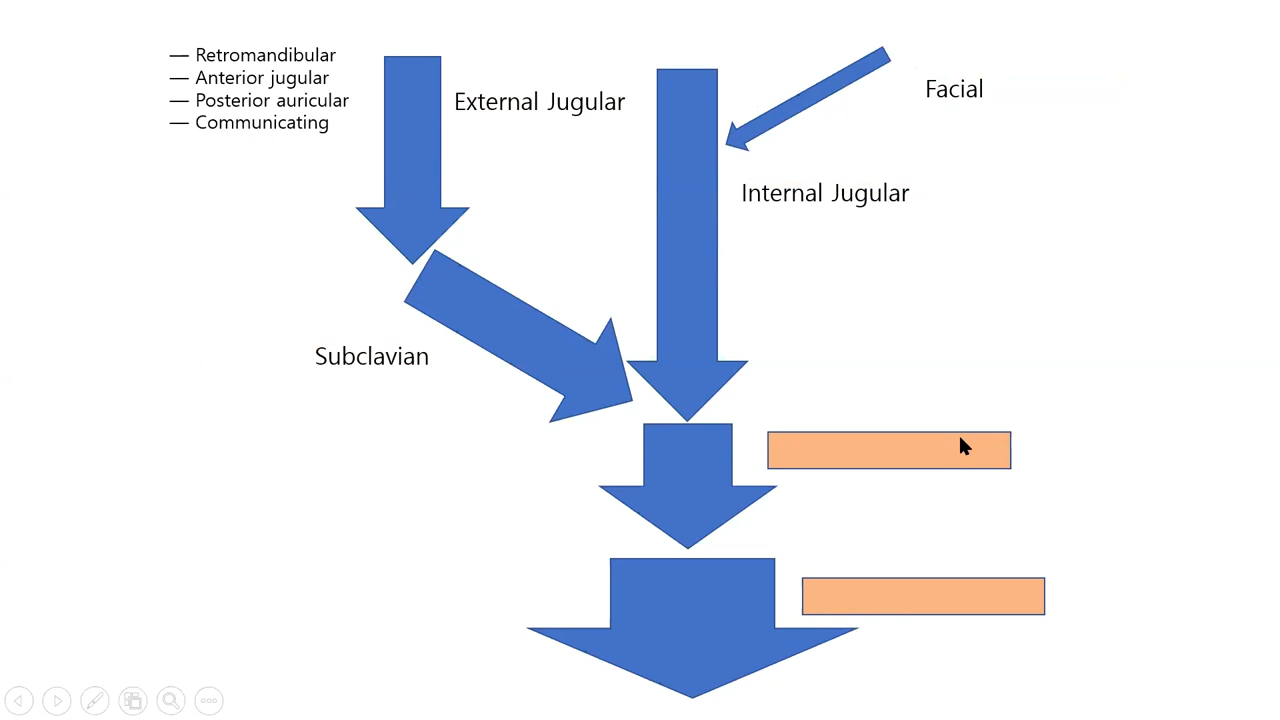 — Retromandibular
— Anterior jugular
— Posterior auricular
— Communicating
External Jugular
Facial
Internal Jugular
Subclavian